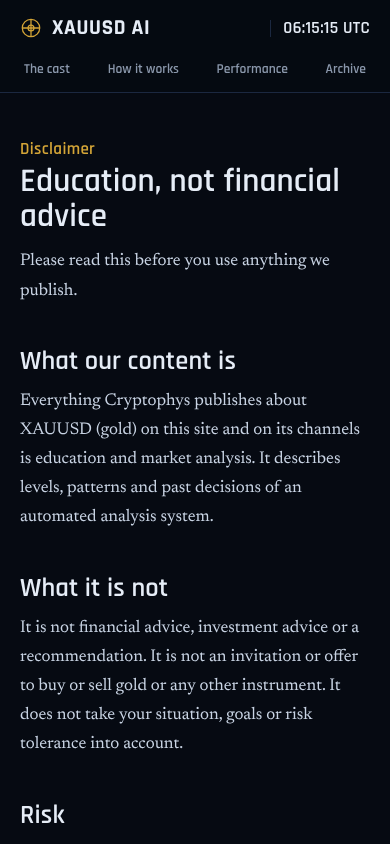 XAUUSD AI
06:15:15 UTC
The cast How it works Performance Archive
Disclaimer
Education, not financial
advice
Please read this before you use anything we
publish.
What our content is
Everything Cryptophys publishes about
XAUUSD (gold) on this site and on its channels
is education and market analysis. It describes
levels, patterns and past decisions of an
automated analysis system.
What it is not
It is not financial advice, investment advice or a
recommendation. It is not an invitation or offer
to buy or sell gold or any other instrument. It
does not take your situation, goals or risk
tolerance into account.
Risk